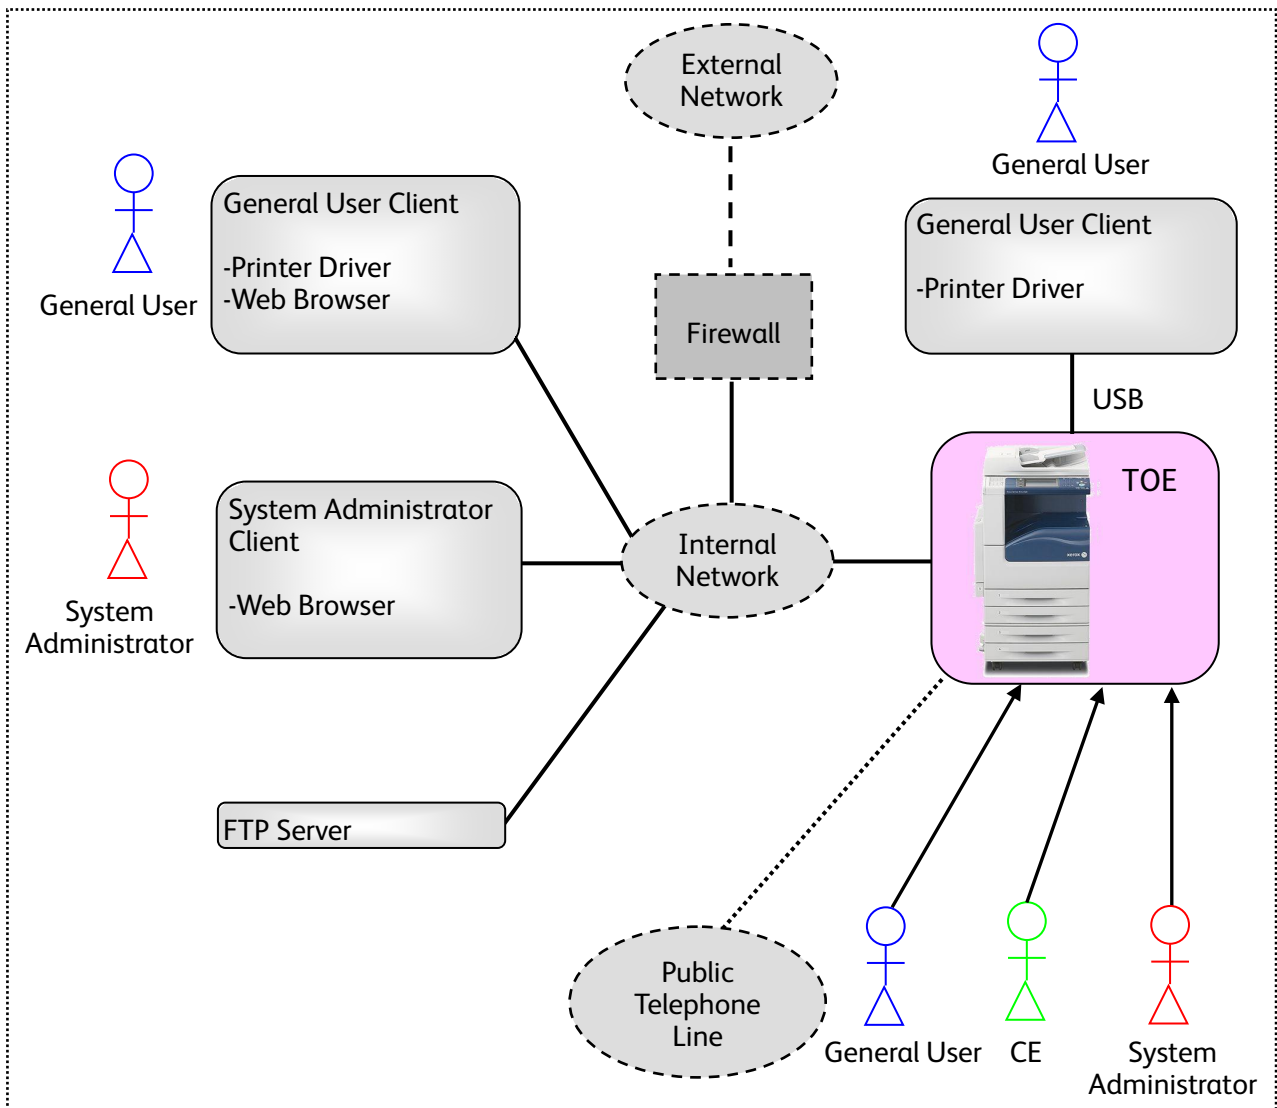 External
Network
General User
General User Client
-Printer Driver
-Web Browser
General User
General User Client
-Printer Driver
Firewall
USB
TOE
System Administrator
Client
-Web Browser
System
Administrator
Internal
Network
xerox
FTP Server
Public
Telephone
Line
General User
CE
System
Administrator